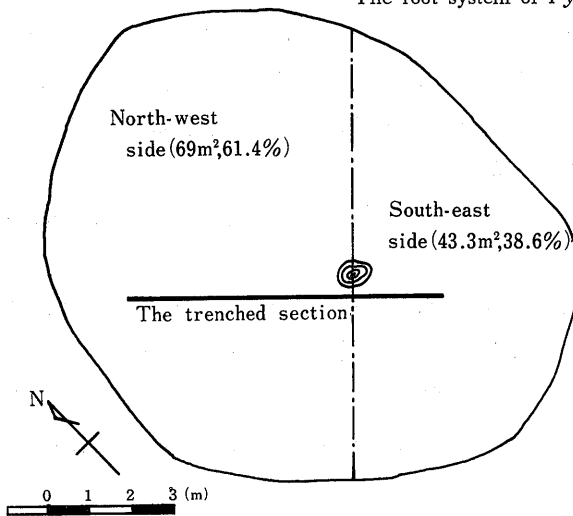 The root system of Py
North-west
side (69m²,61.4%)
South-east
side (43.3m²,38.6%)
The trenched section
N
0 1 2 3 (m)